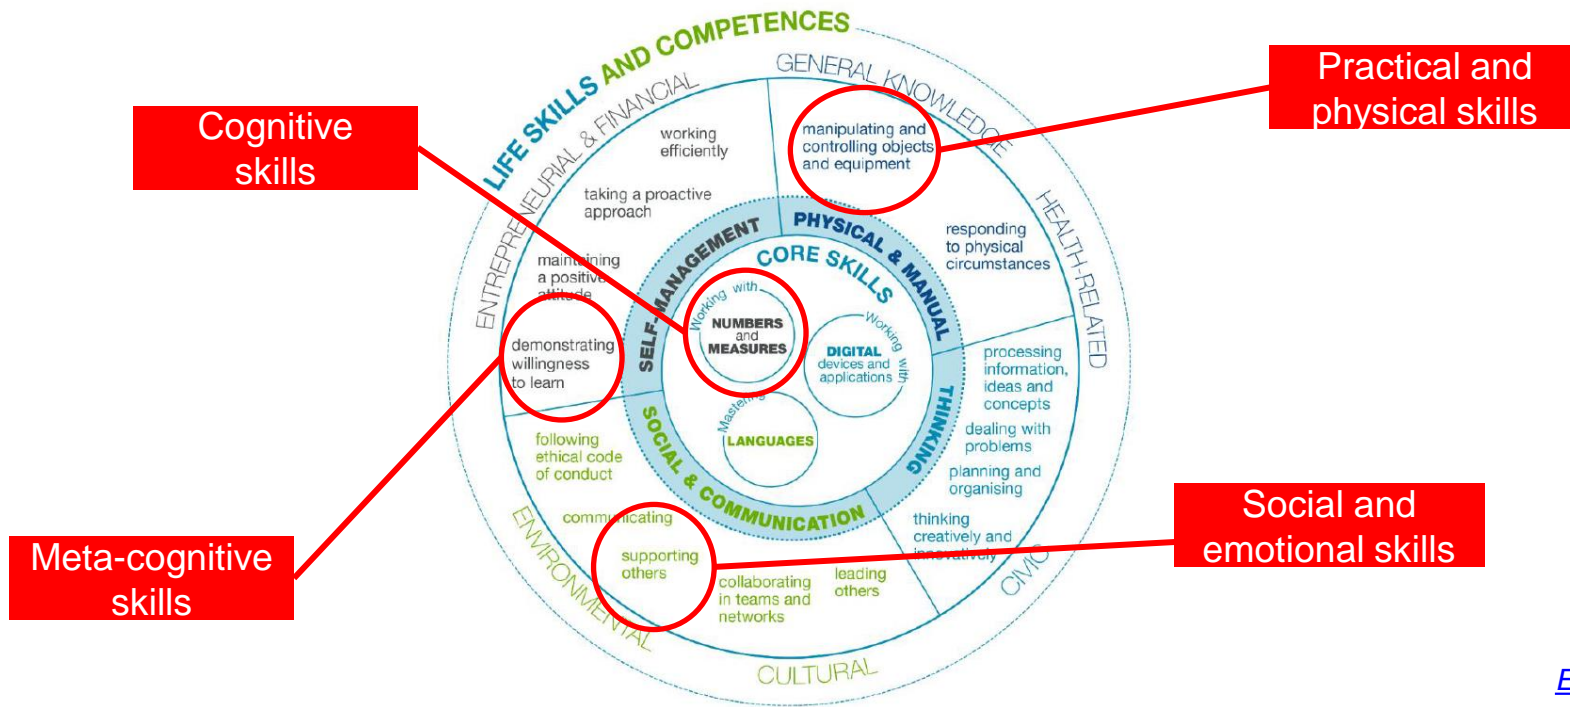 LIFE SKILLS AND COMPETENCES
GENERAL KNOWLEDGE
HEALTH-RELATED
CIVIC
CULTURAL
ENVIRONMENTAL
ENTREPRENEURIAL & FINANCIAL
Cognitive
skills
Practical and
physical skills
Meta-cognitive
skills
Social and
emotional skills
working
efficiently
taking a proactive
approach
maintaining
a positive
attitude
demonstrating
willingness
to learn
manipulating and
controlling objects
and equipment
responding
to physical
circumstances
processing
information,
ideas and
concepts
dealing with
problems
planning and
organising
thinking
creatively and
innovatively
following
ethical code
of conduct
communicating
supporting
others
collaborating
in teams and
networks
leading
others
SELF-MANAGEMENT
PHYSICAL & MANUAL
THINKING
SOCIAL & COMMUNICATION
CORE SKILLS
Working with
NUMBERS
and
MEASURES
Working with
DIGITAL
devices and
applications
Mastering
LANGUAGES
E